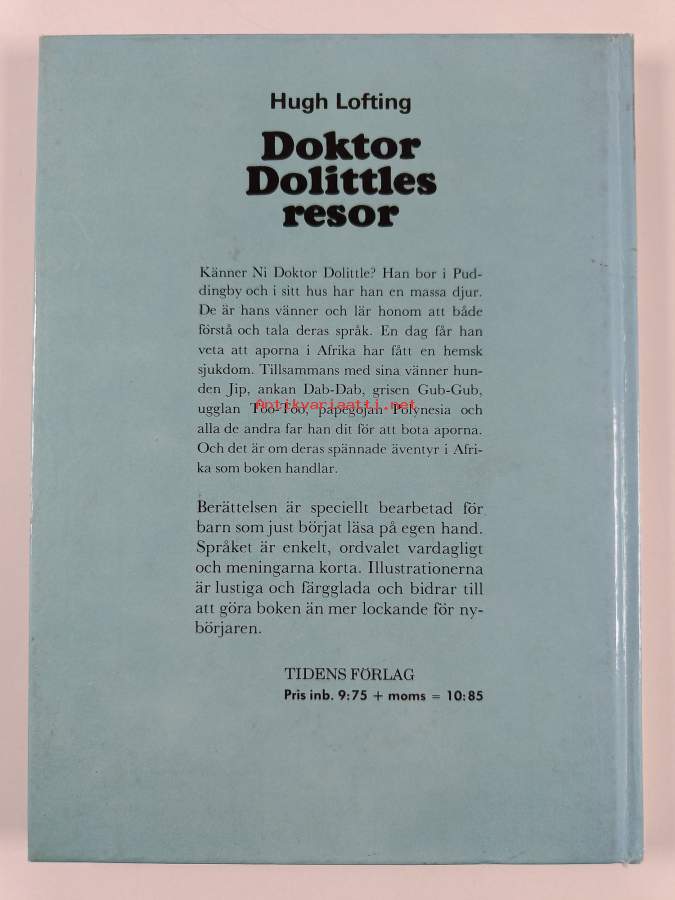 Hugh Lofting
Doktor
Dolittles
resor
Känner Ni Doktor Dolittle? Han bor i Pud-
dingby och i sitt hus har han en massa djur.
De är hans vänner och lär honom att både
förstå och tala deras språk. En dag får han
veta att aporna i Afrika har fått en hemsk
sjukdom. Tillsammans med sina vänner hun-
den Jip, ankan Dab-Dab, grisen Gub-Gub,
Antikvariaatti.net
ugglan Too-Too, papegojan Polynesia och
alla de andra far han dit för att bota aporna.
Och det är om deras spännade äventyr i Afri-
ka som boken handlar.
Berättelsen är speciellt bearbetad för
barn som just börjat läsa på egen hand.
Språket är enkelt, ordvalet vardagligt
och meningarna korta. Illustrationerna
är lustiga och färgglada och bidrar till
att göra boken än mer lockande för ny-
börjaren.
TIDENS FÖRLAG
Pris inb. 9:75 + moms = 10:85